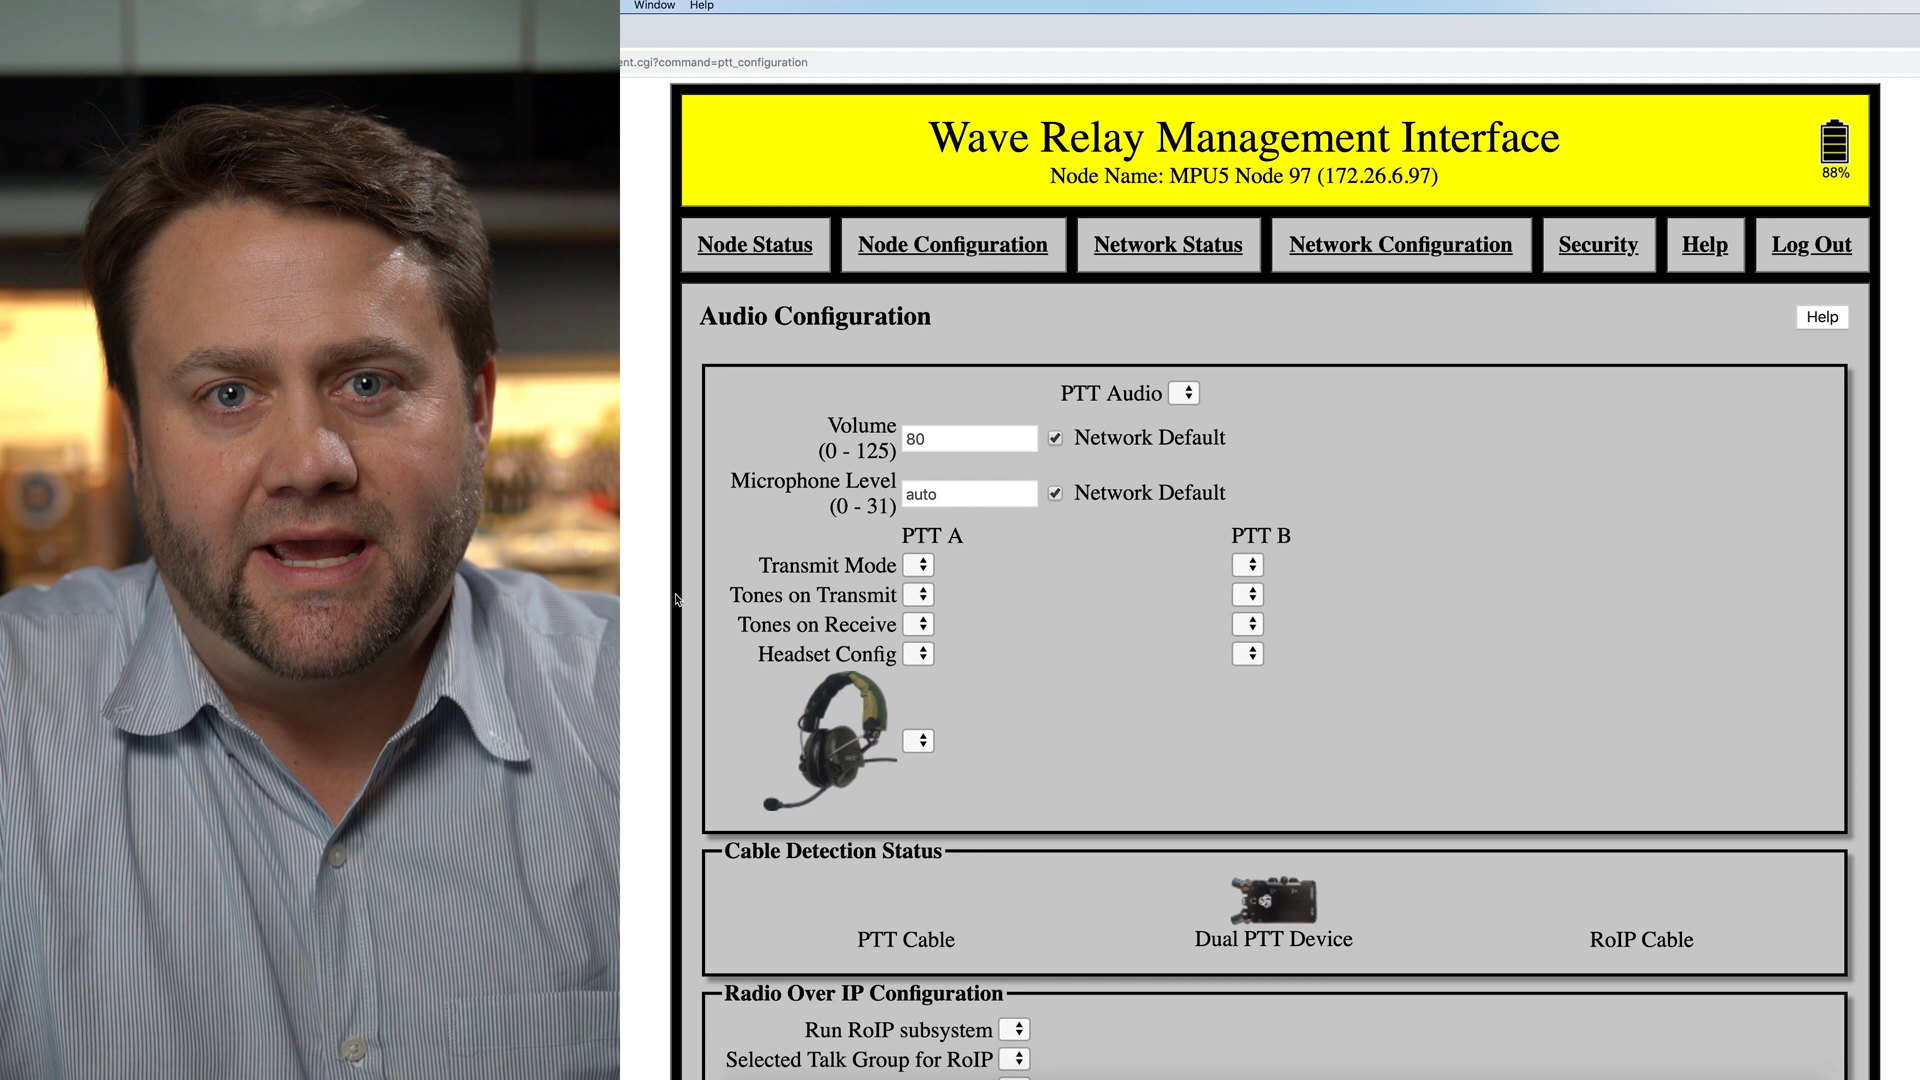 Window Help
ent.cgi?command=ptt_configuration
Wave Relay Management Interface
Node Name: MPU5 Node 97 (172.26.6.97)
88%
Node Status Node Configuration Network Status Network Configuration Security Help Log Out
Audio Configuration
Help
PTT Audio
Volume
(0 - 125)
80
Network Default
Microphone Level
(0 - 31)
auto
Network Default
PTT A PTT B
Transmit Mode
Tones on Transmit
Tones on Receive
Headset Config
Cable Detection Status
PTT Cable Dual PTT Device RoIP Cable
Radio Over IP Configuration
Run RoIP subsystem
Selected Talk Group for RoIP